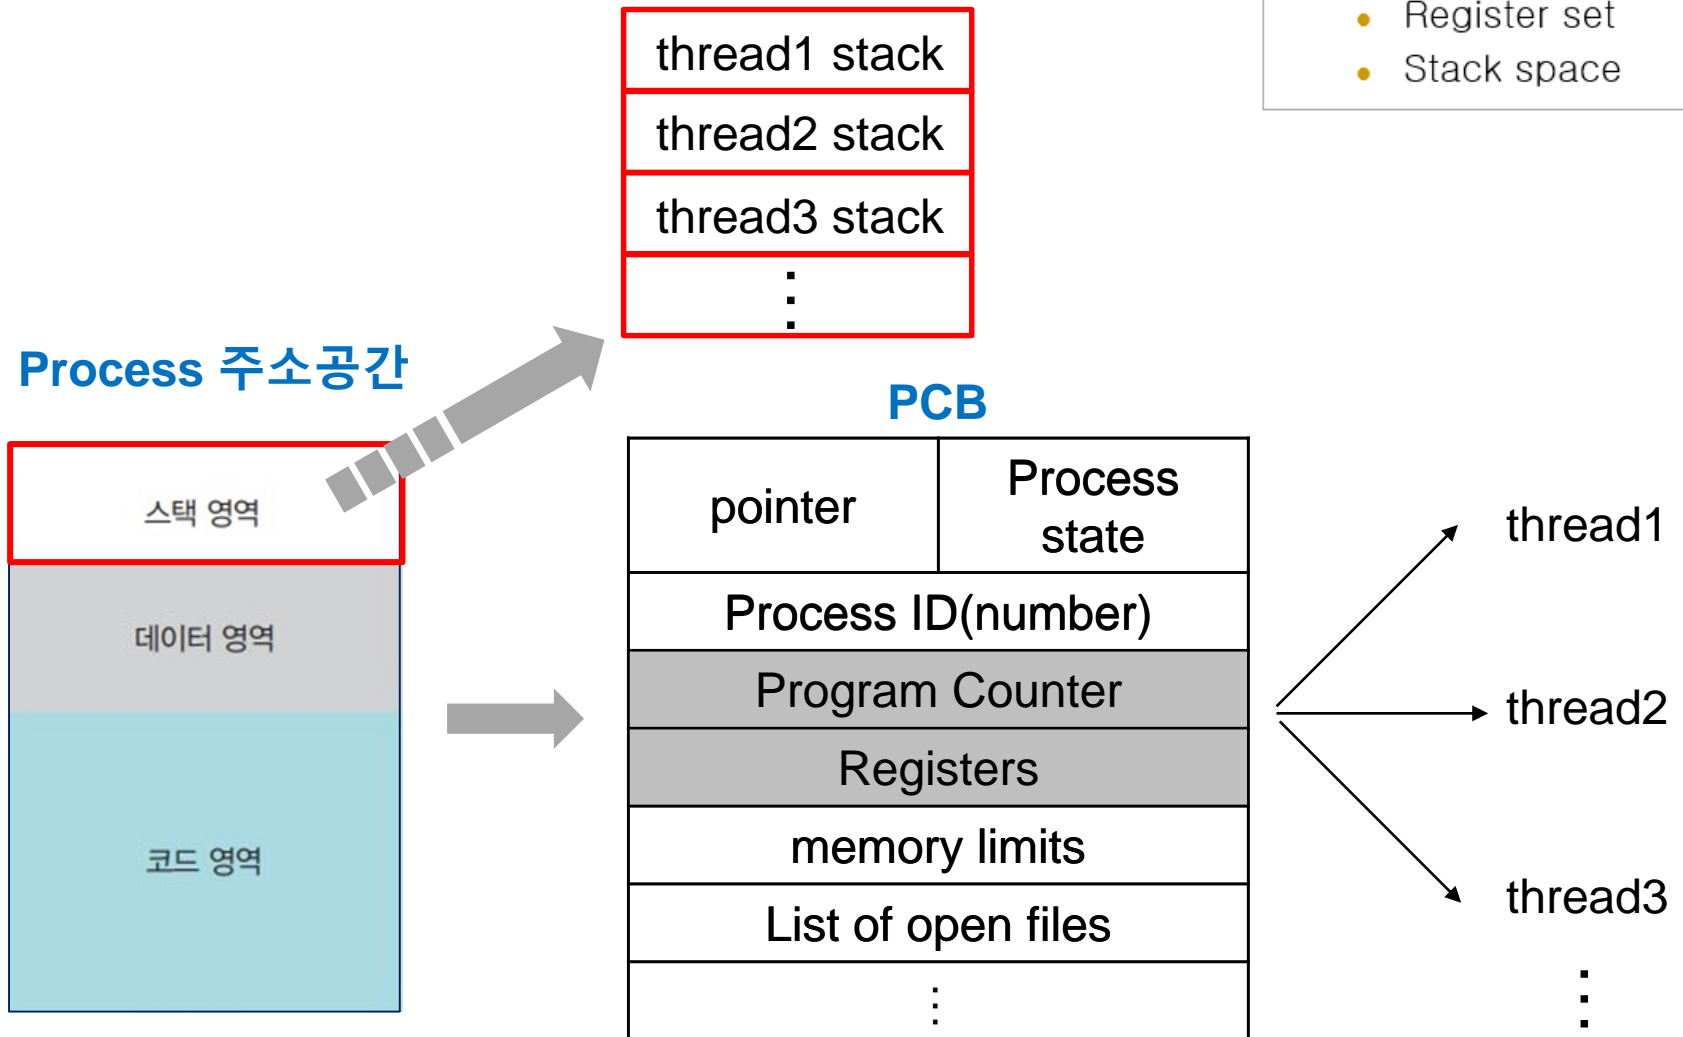 • Register set
• Stack space
thread1 stack
thread2 stack
thread3 stack
⋮
Process 주소공간
스택 영역
데이터 영역
코드 영역
PCB
pointer
Process
state
Process ID(number)
Program Counter
Registers
memory limits
List of open files
⋮
thread1
thread2
thread3
⋮